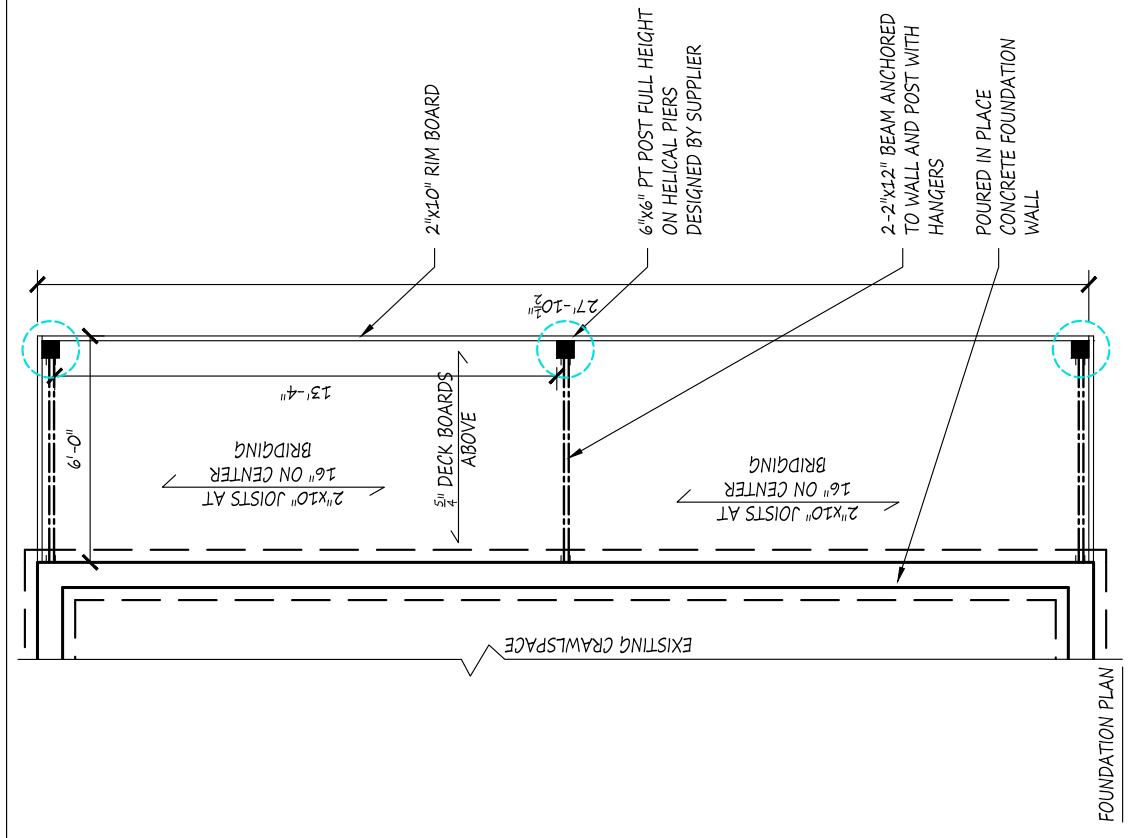 2"x10" RIM BOARD
6"x6" PT POST FULL HEIGHT
ON HELICAL PIERS
DESIGNED BY SUPPLIER
2-2"x12" BEAM ANCHORED
TO WALL AND POST WITH
HANGERS
POURED IN PLACE
CONCRETE FOUNDATION
WALL
27'-10 1/2"
13'-4"
6'-0"
5/4" DECK BOARDS
ABOVE
2"x10" JOISTS AT
16" ON CENTER
BRIDGING
2"x10" JOISTS AT
16" ON CENTER
BRIDGING
EXISTING CRAWLSPACE
FOUNDATION PLAN